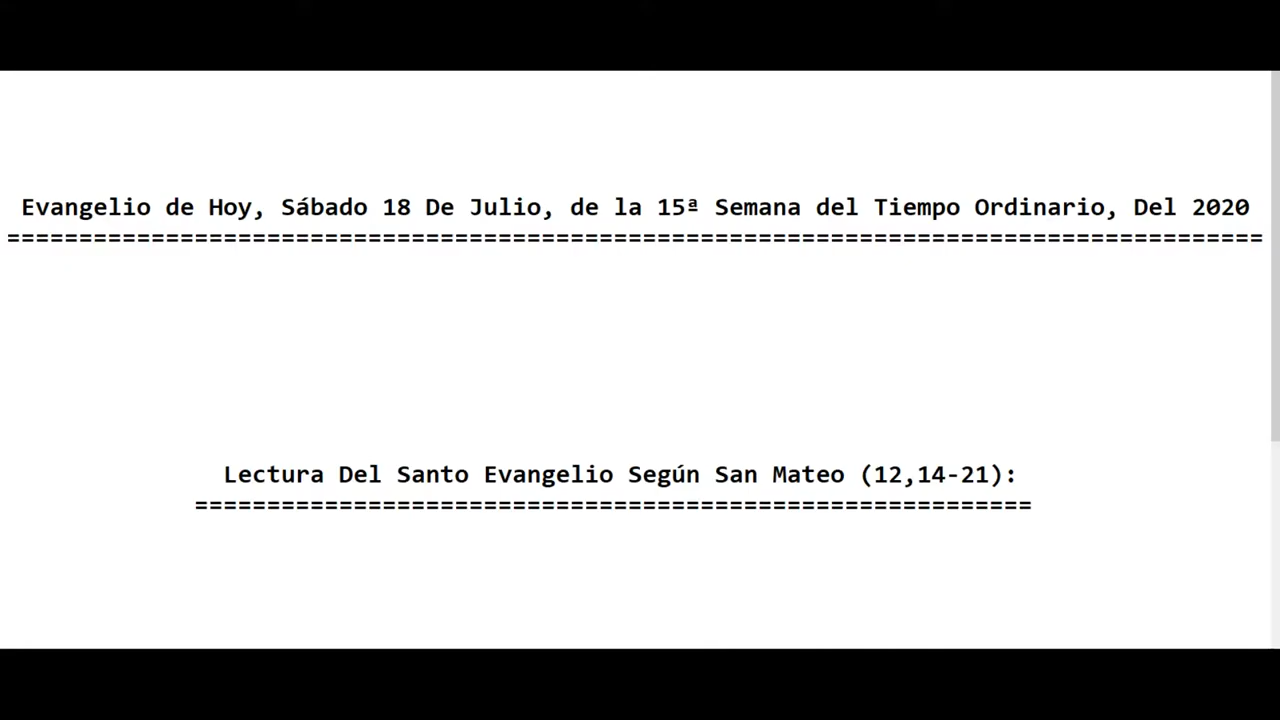 Evangelio de Hoy, Sábado 18 De Julio, de la 15ª Semana del Tiempo Ordinario, Del 2020
=======================================================================================
Lectura Del Santo Evangelio Según San Mateo (12,14-21):
==========================================================